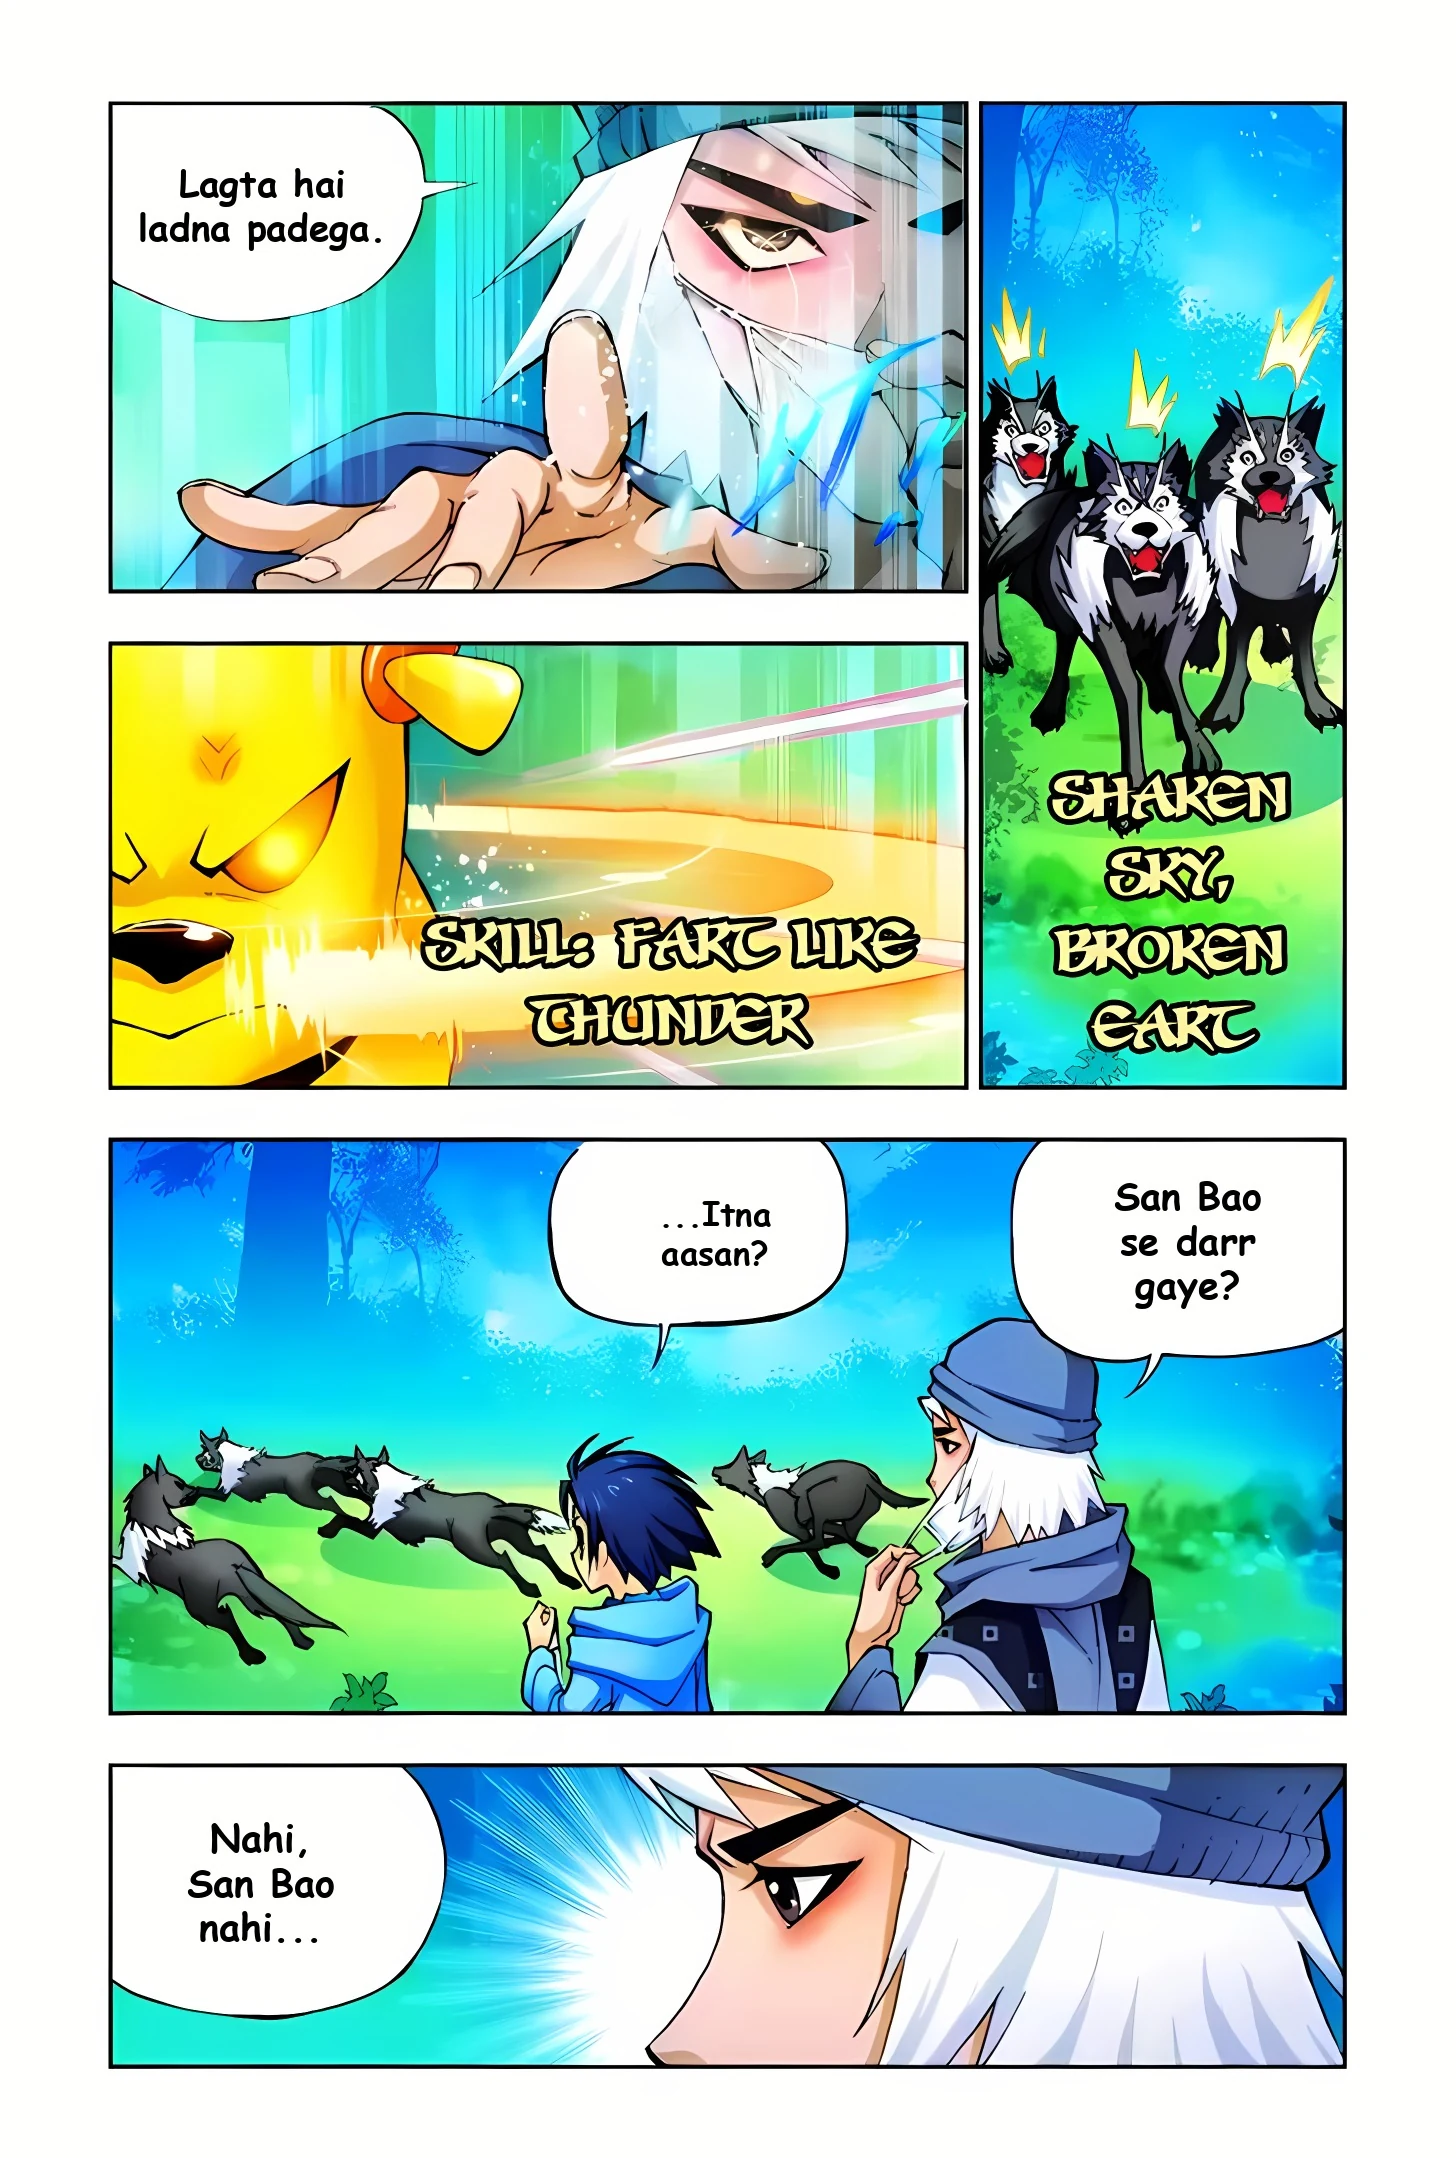 Lagta hai
ladna padega.
SKILL: FART LIKE
THUNDER
SHAKEN
SKY,
BROKEN
EART
...Itna
aasan?
San Bao
se darr
gaye?
Nahi,
San Bao
nahi...